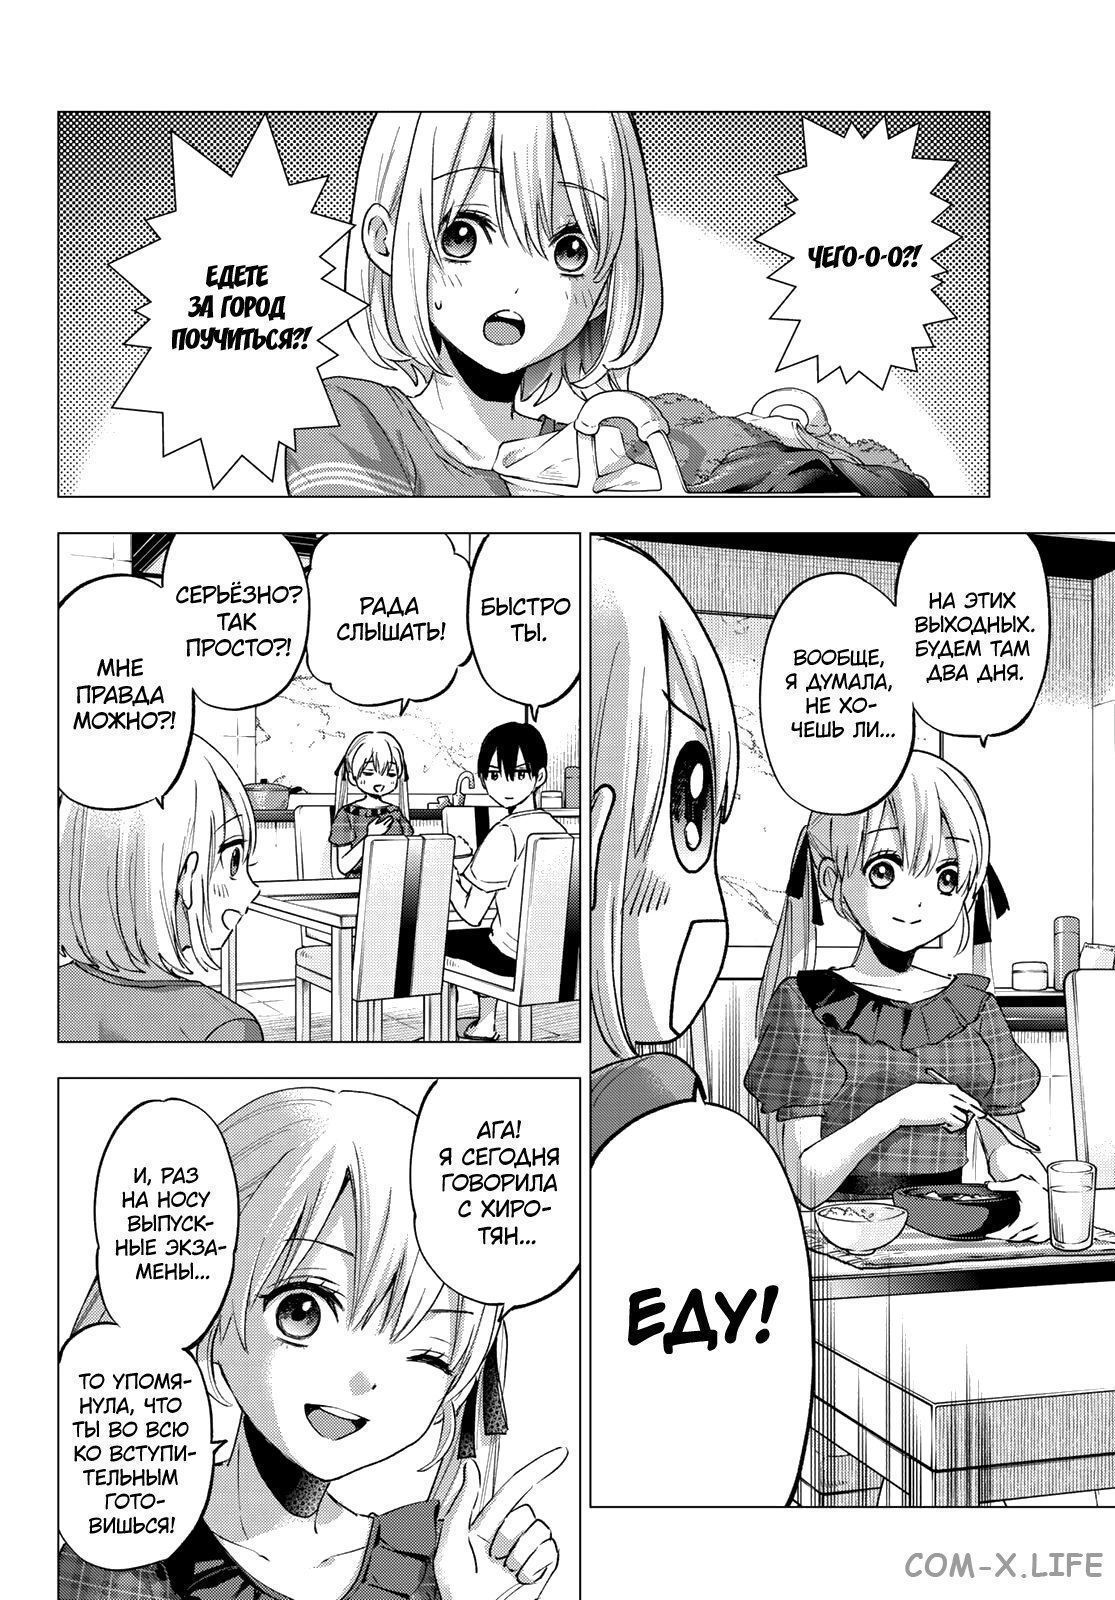 ЧЕГО-О-О?!
ЕДЕТЕ
ЗА ГОРОД
ПОУЧИТЬСЯ?!
НА ЭТИХ
ВЫХОДНЫХ.
БУДЕМ ТАМ
ДВА ДНЯ.
ВООБЩЕ,
Я ДУМАЛА,
НЕ ХО-
ЧЕШЬ ЛИ...
ЕДУ!
БЫСТРО
ТЫ.
РАДА
СЛЫШАТЬ!
СЕРЬЁЗНО?
ТАК
ПРОСТО?!
МНЕ
ПРАВДА
МОЖНО?!
АГА!
Я СЕГОДНЯ
ГОВОРИЛА
С ХИРО-
ТЯН...
И, РАЗ
НА НОСУ
ВЫПУСК-
НЫЕ ЭКЗА-
МЕНЫ...
ТО УПОМЯ-
НУЛА, ЧТО
ТЫ ВО ВСЮ
КО ВСТУПИ-
ТЕЛЬНЫМ
ГОТО-
ВИШЬСЯ!
COM-X.LIFE